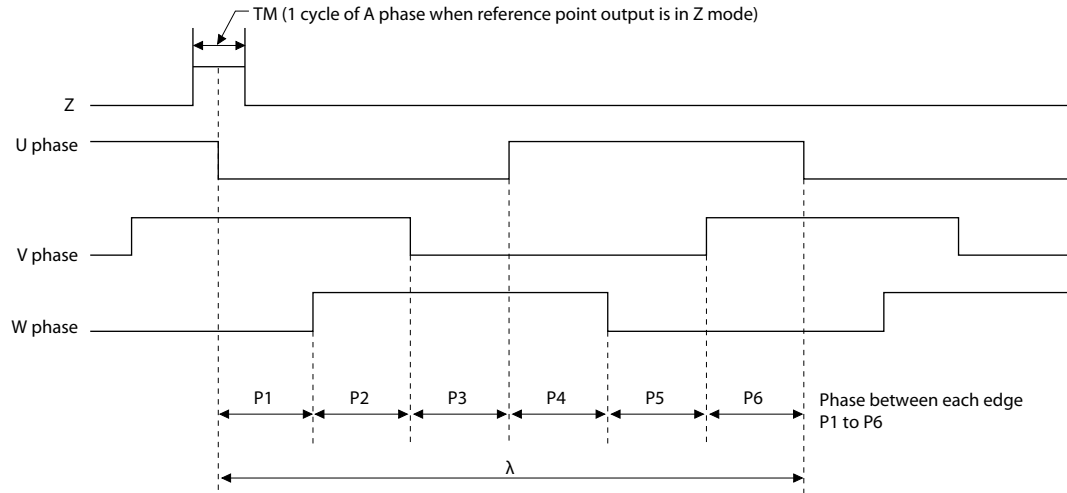 TM (1 cycle of A phase when reference point output is in Z mode)
Z
U phase
V phase
W phase
P1 P2 P3 P4 P5 P6
Phase between each edge
P1 to P6
λ